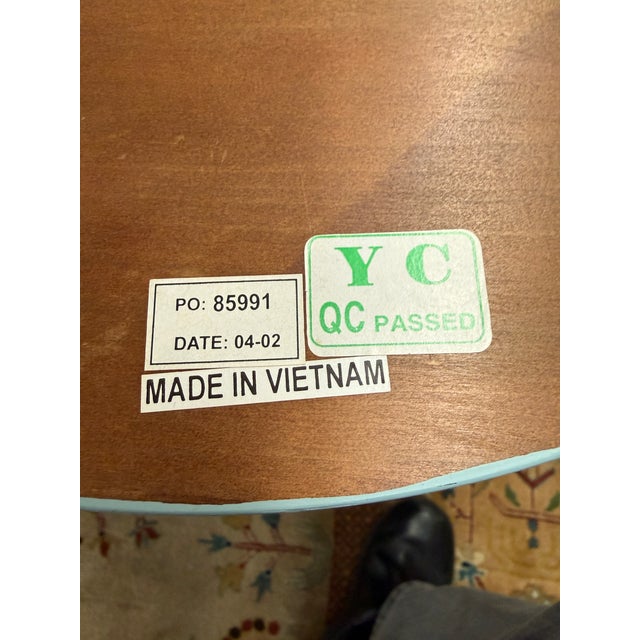 PO: 85991
DATE: 04-02
MADE IN VIETNAM
Y C
QC PASSED